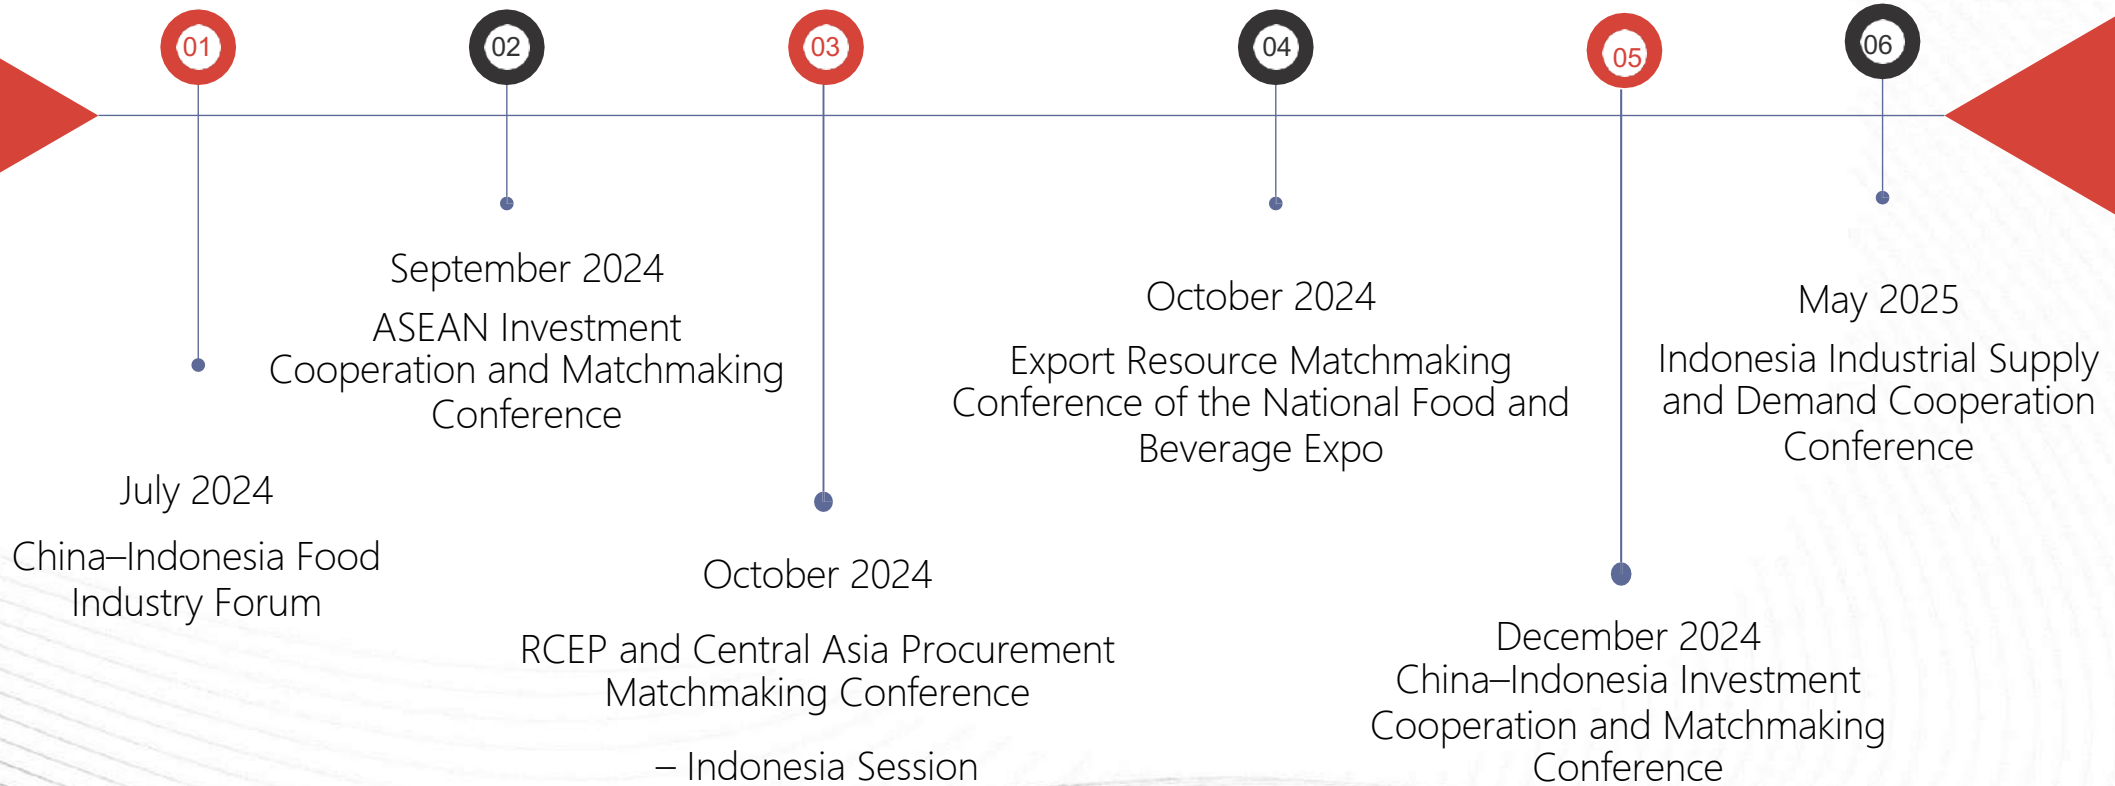 01
July 2024
China–Indonesia Food
Industry Forum
02
September 2024
ASEAN Investment
Cooperation and Matchmaking
Conference
03
October 2024
RCEP and Central Asia Procurement
Matchmaking Conference
– Indonesia Session
04
October 2024
Export Resource Matchmaking
Conference of the National Food and
Beverage Expo
05
December 2024
China–Indonesia Investment
Cooperation and Matchmaking
Conference
06
May 2025
Indonesia Industrial Supply
and Demand Cooperation
Conference